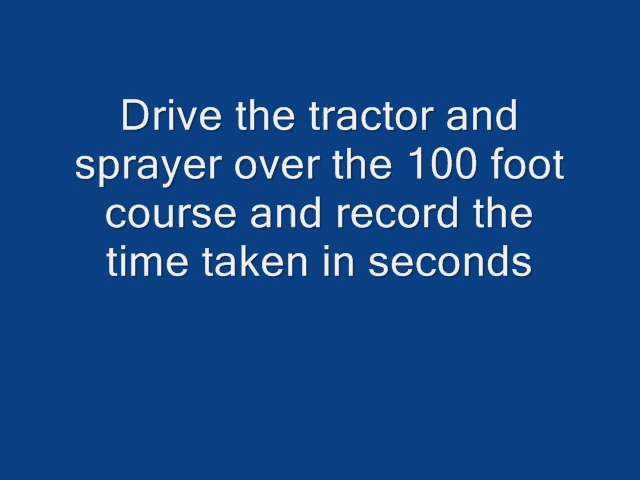 Drive the tractor and
sprayer over the 100 foot
course and record the
time taken in seconds